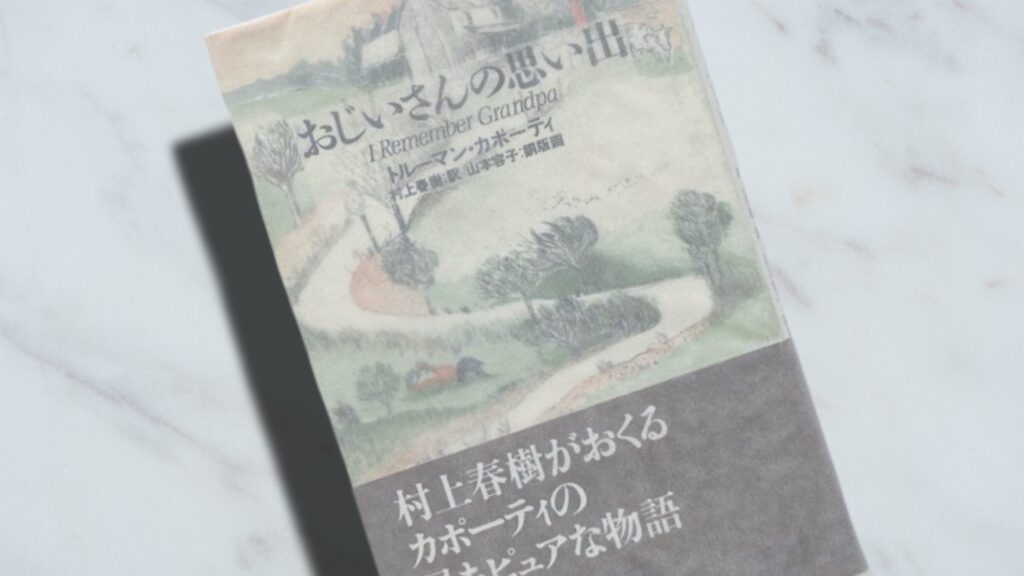 おじいさんの思い出
I Remember Grandpa
トルーマン・カポーティ
村上春樹・訳 山本容子・銅版画
村上春樹がおくる
カポーティの
ピュアな物語